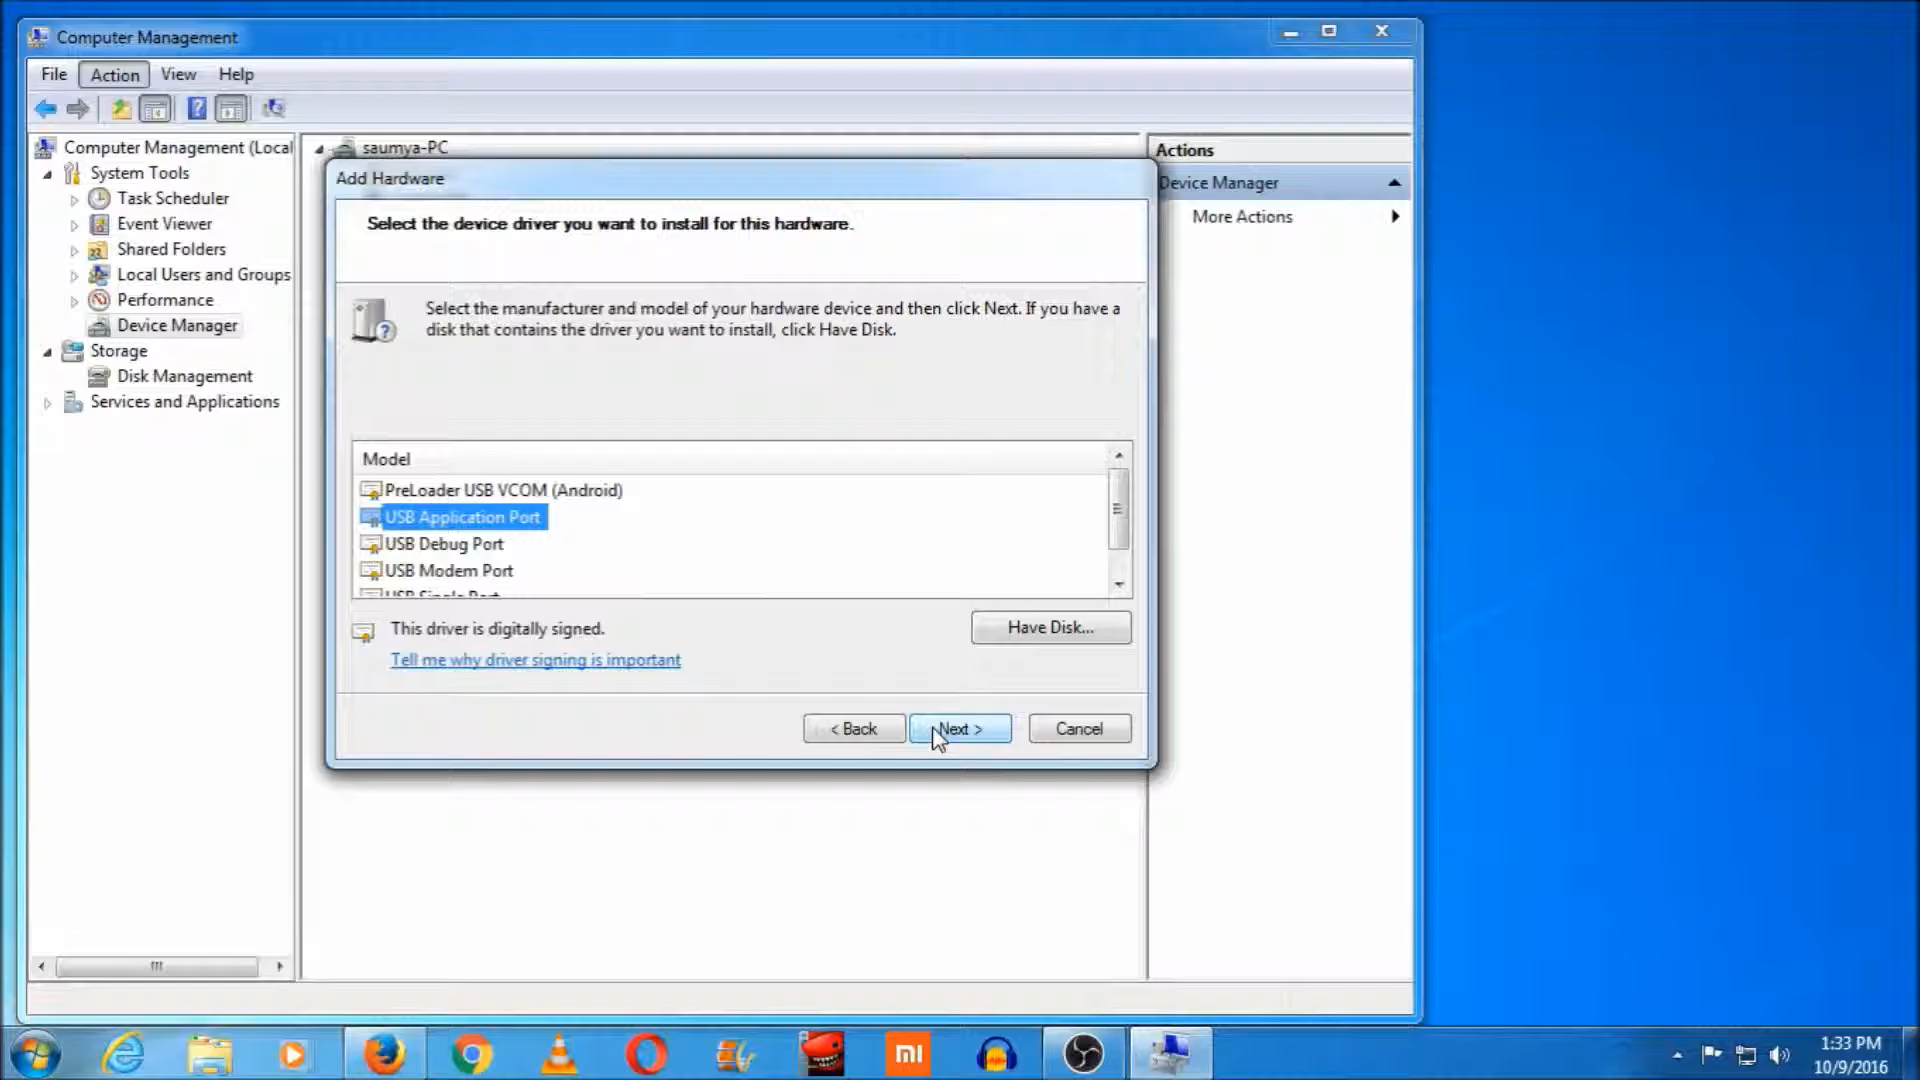 Computer Management
File Action View Help
Computer Management (Local
System Tools
Task Scheduler
Event Viewer
Shared Folders
Local Users and Groups
Performance
Device Manager
Storage
Disk Management
Services and Applications
saumya-PC
Add Hardware
Select the device driver you want to install for this hardware.
Select the manufacturer and model of your hardware device and then click Next. If you have a
disk that contains the driver you want to install, click Have Disk.
Model
PreLoader USB VCOM (Android)
USB Application Port
USB Debug Port
USB Modem Port
USB Single Port
This driver is digitally signed.
Have Disk...
Tell me why driver signing is important
< Back
Next >
Cancel
Actions
Device Manager
More Actions
1:33 PM
10/9/2016